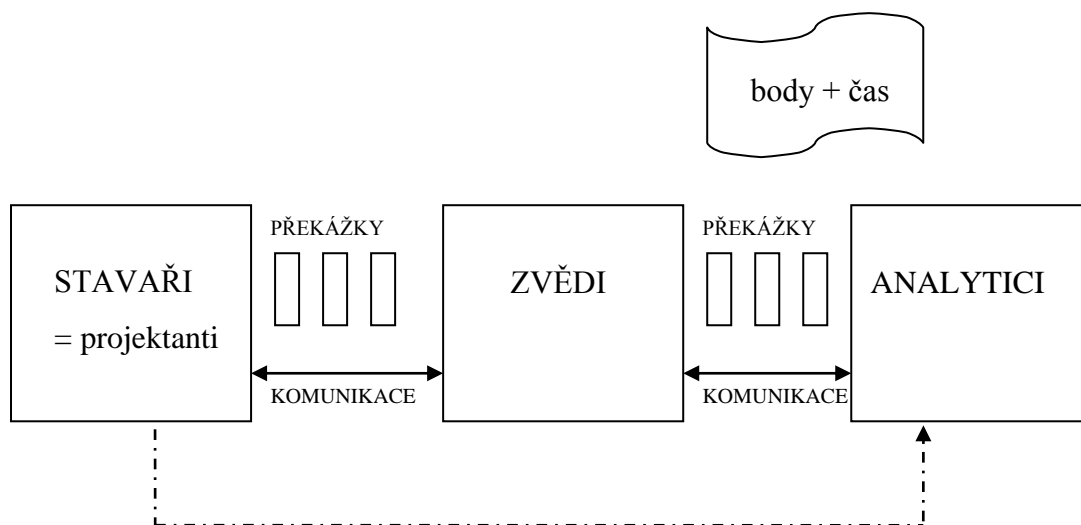 body + čas
PŘEKÁŽKY
PŘEKÁŽKY
STAVAŘI
= projektanti
ZVĚDI
ANALYTICI
KOMUNIKACE
KOMUNIKACE